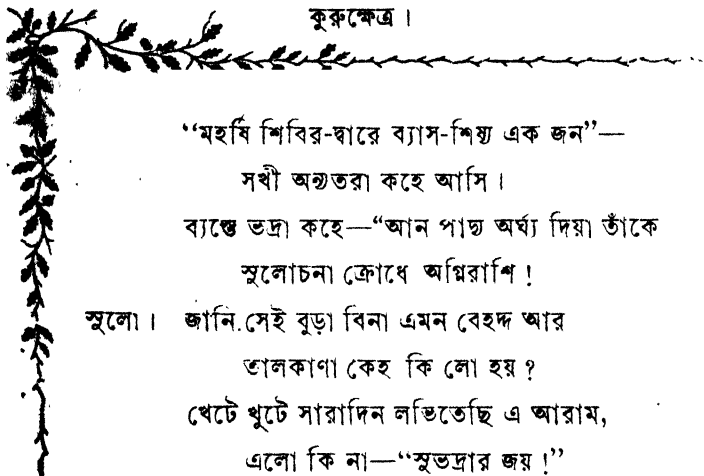 কুরুক্ষেত্র।
“মহর্ষি শিবির-দ্বারে ব্যাস-শিষ্য এক জন”—
সখী অন্যতরা কহে আসি।
ব্যস্তে ভদ্রা কহে—“আন পাদ্য অর্ঘ্য দিয়া তাঁকে
সুলোচনা ক্রোধে অগ্নিরাশি!
সুলো। জানি.সেই বুড়া বিনা এমন বেহদ্দ আর
তালকাণা কেহ কি লো হয়?
খেটে খুটে সারাদিন লভিতেছি এ আরাম,
এলো কি না—“সুভদ্রার জয়!”